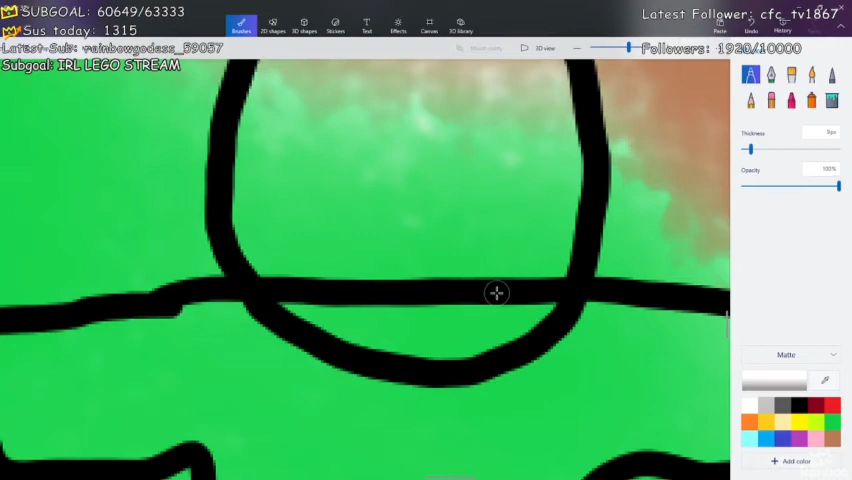 SUBGOAL: 60649/63333
Sus today: 1315
Latest Sub: rainbowgodess_59057
Subgoal: IRL LEGO STREAM
Latest Follower: cfc_tv1867
Followers: 1920/10000
Brushes
2D shapes
3D shapes
Stickers
Text
Effects
Canvas
3D library
Paste
Undo
History
3D view
Thickness
9px
Opacity
100%
Matte
Add color